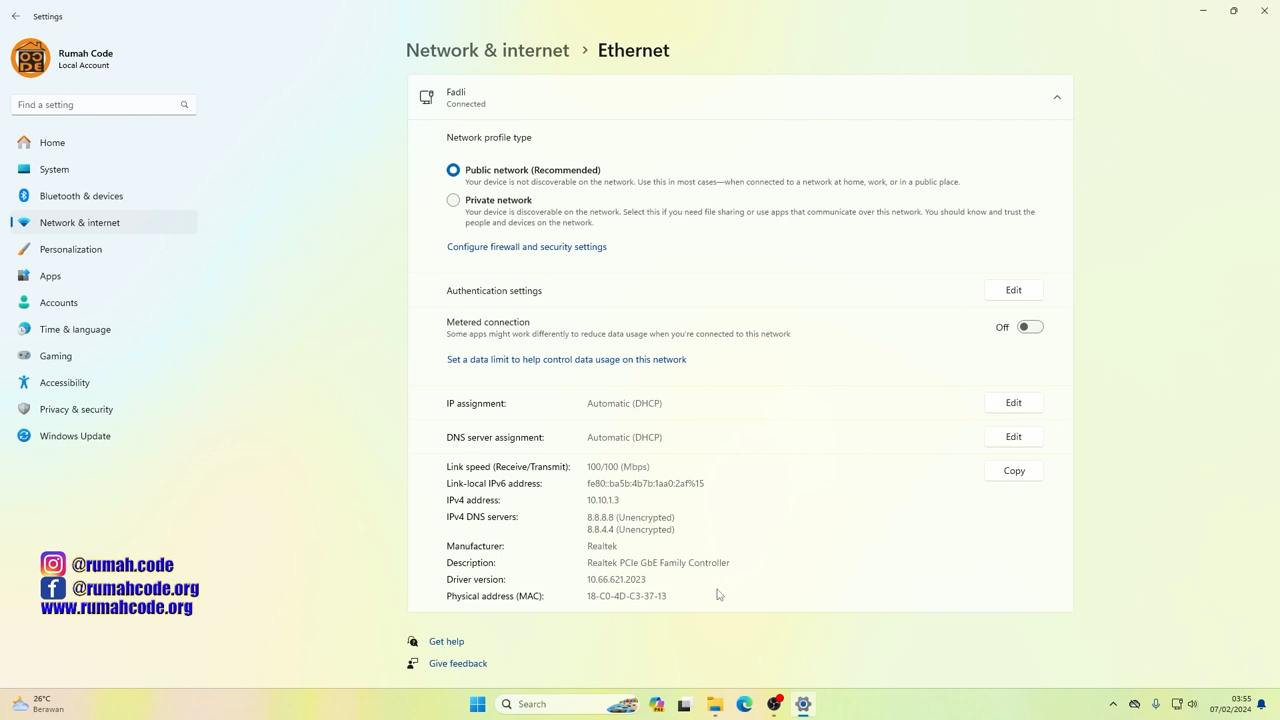 Settings
Rumah Code
Local Account
Find a setting
Home
System
Bluetooth & devices
Network & internet
Personalization
Apps
Accounts
Time & language
Gaming
Accessibility
Privacy & security
Windows Update
@rumah.code
@rumahcode.org
www.rumahcode.org
Network & internet > Ethernet
Fadli
Connected
Network profile type
Public network (Recommended)
Your device is not discoverable on the network. Use this in most cases—when connected to a network at home, work, or in a public place.
Private network
Your device is discoverable on the network. Select this if you need file sharing or use apps that communicate over this network. You should know and trust the
people and devices on the network.
Configure firewall and security settings
Authentication settings Edit
Metered connection
Some apps might work differently to reduce data usage when you're connected to this network
Off
Set a data limit to help control data usage on this network
IP assignment: Automatic (DHCP) Edit
DNS server assignment: Automatic (DHCP) Edit
Link speed (Receive/Transmit): 100/100 (Mbps) Copy
Link-local IPv6 address: fe80::ba5b:4b7b:1aa0:2af%15
IPv4 address: 10.10.1.3
IPv4 DNS servers: 8.8.8.8 (Unencrypted)
8.8.4.4 (Unencrypted)
Manufacturer: Realtek
Description: Realtek PCIe GbE Family Controller
Driver version: 10.66.621.2023
Physical address (MAC): 18-C0-4D-C3-37-13
Get help
Give feedback
26°C
Berawan
Search
03:55
07/02/2024